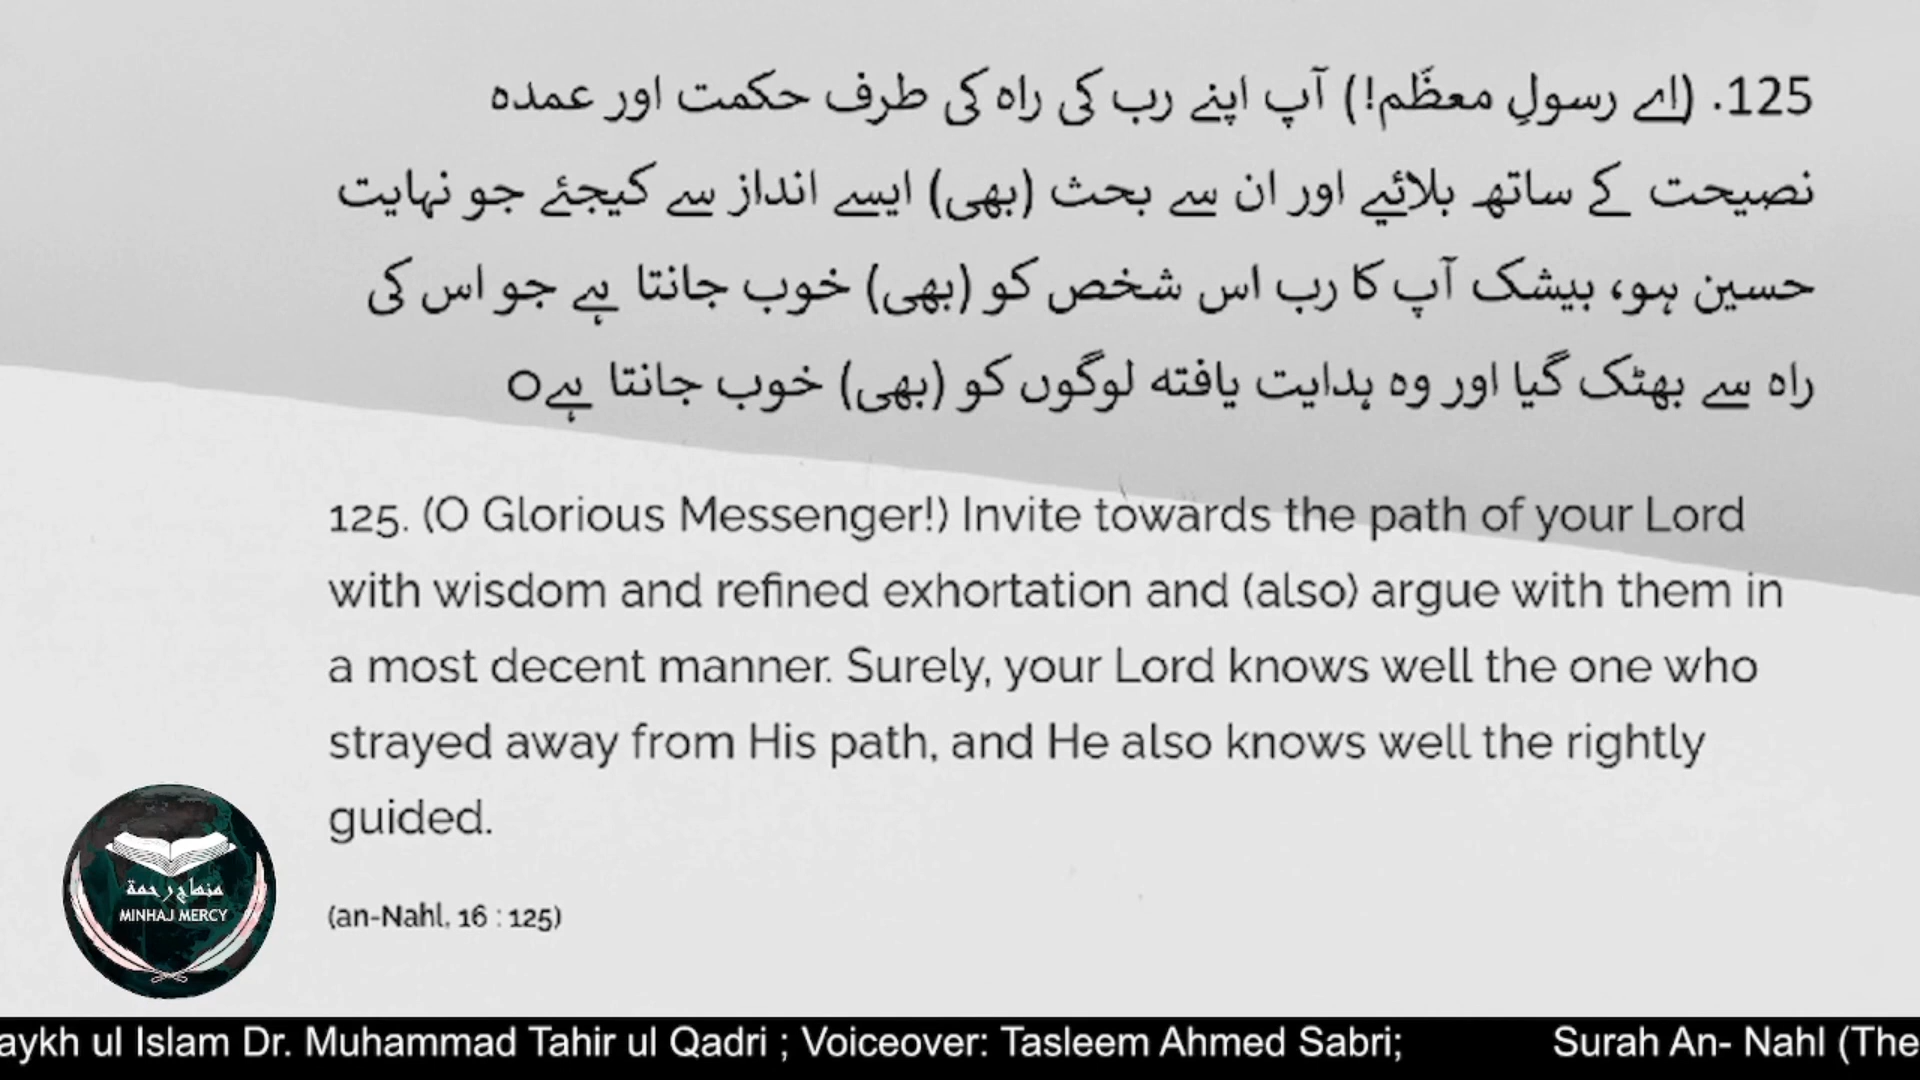 125. (اے رسولِ معظَّم!) آپ اپنے رب کی راہ کی طرف حکمت اور عمدہ
نصیحت کے ساتھ بلائیے اور ان سے بحث (بھی) ایسے انداز سے کیجئے جو نہایت
حسین ہو، بیشک آپ کا رب اس شخص کو (بھی) خوب جانتا ہے جو اس کی
راہ سے بھٹک گیا اور وہ ہدایت یافتہ لوگوں کو (بھی) خوب جانتا ہےo
125. (O Glorious Messenger!) Invite towards the path of your Lord
with wisdom and refined exhortation and (also) argue with them in
a most decent manner. Surely, your Lord knows well the one who
strayed away from His path, and He also knows well the rightly
guided.
(an-Nahl, 16 : 125)
منهاج رحمة
MINHAJ MERCY
aykh ul Islam Dr. Muhammad Tahir ul Qadri ; Voiceover: Tasleem Ahmed Sabri; Surah An- Nahl (The